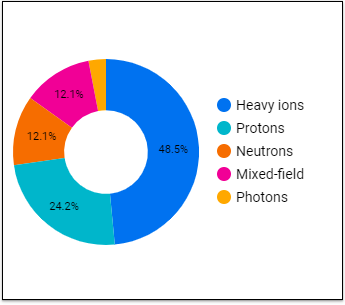 12.1%
12.1%
48.5%
24.2%
Heavy ions
Protons
Neutrons
Mixed-field
Photons